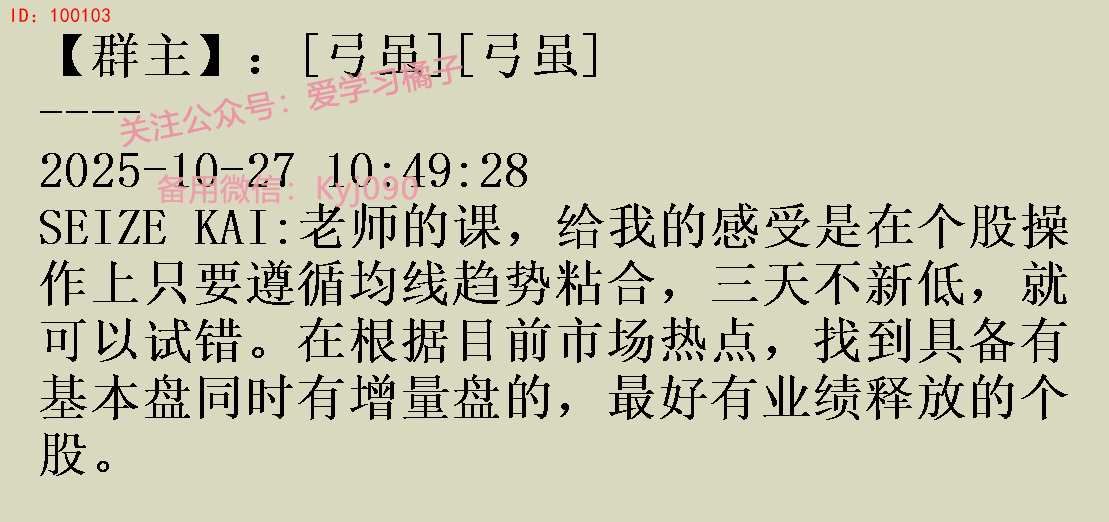 ID: 100103
【群主】：[弓虽][弓虽]
----
关注公众号：爱学习橘子
2025-10-27 10:49:28
备用微信：Kyj090
SEIZE KAI:老师的课，给我的感受是在个股操
作上只要遵循均线趋势粘合，三天不新低，就
可以试错。在根据目前市场热点，找到具备有
基本盘同时有增量盘的，最好有业绩释放的个
股。